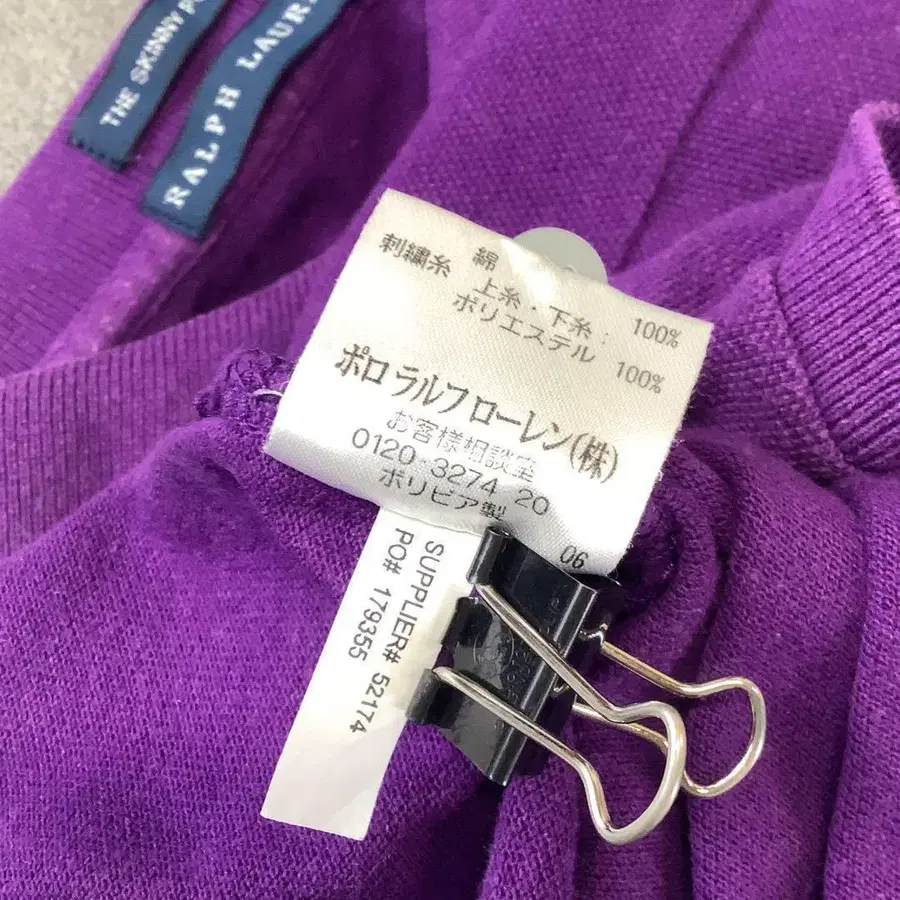 THE SKINNY
RALPH LAUR
綿
刺繍糸
上糸・下糸: 100%
ポリエステル 100%
ポロ ラルフ ローレン(株)
お客様相談室
0120-3274-20
ボリビア製
06
SUPPLIER# 52174
PO# 179355